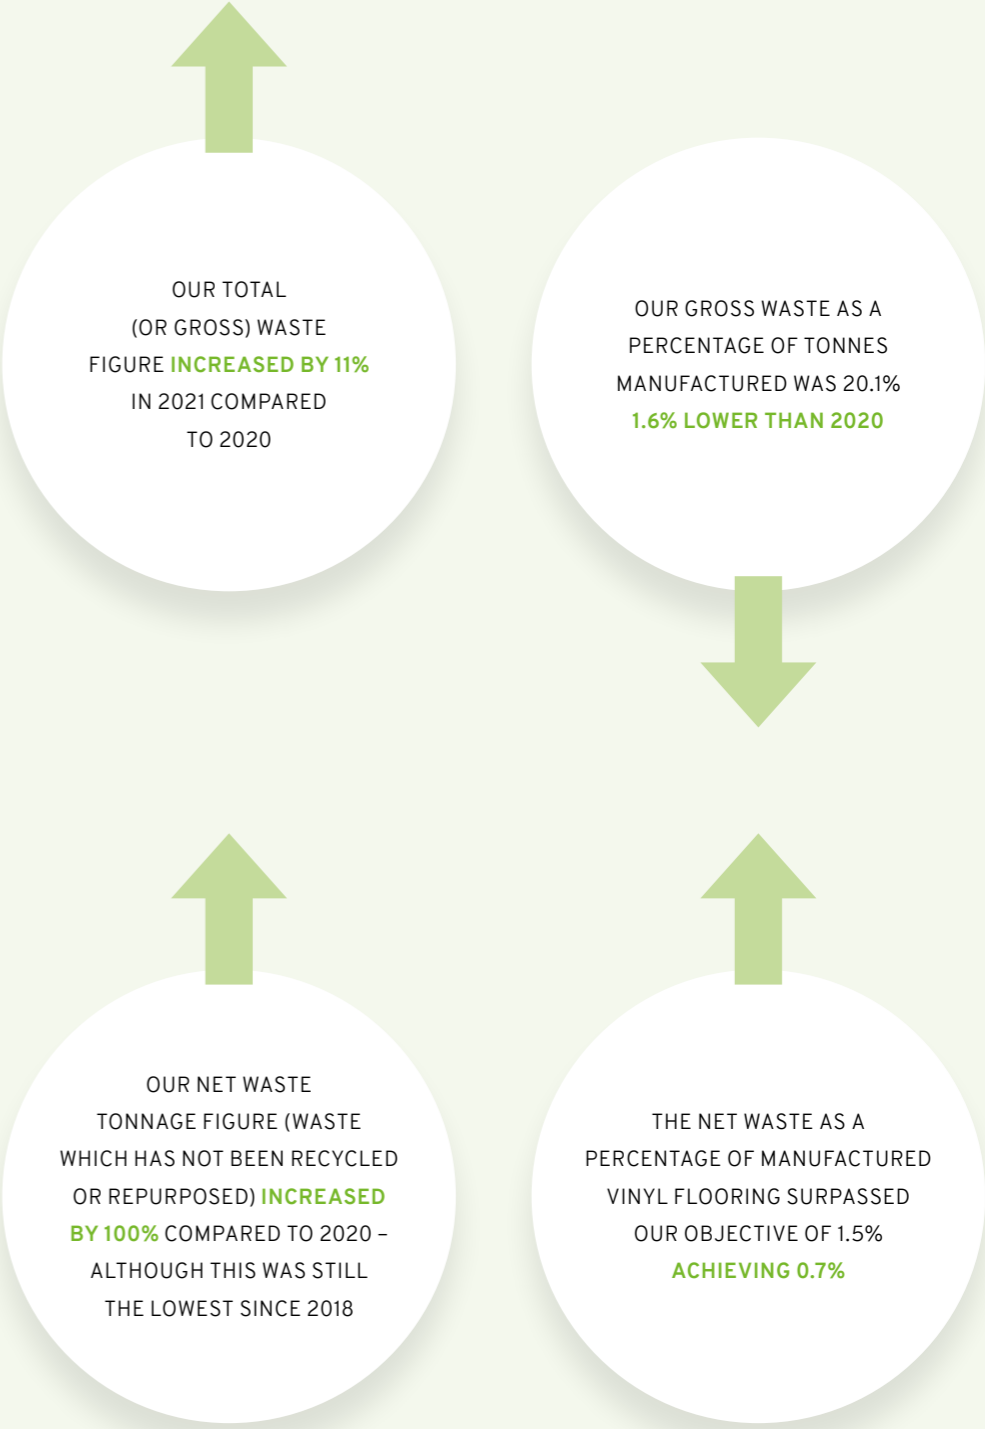 OUR TOTAL
(OR GROSS) WASTE
FIGURE INCREASED BY 11%
IN 2021 COMPARED
TO 2020
OUR GROSS WASTE AS A
PERCENTAGE OF TONNES
MANUFACTURED WAS 20.1%
1.6% LOWER THAN 2020
OUR NET WASTE
TONNAGE FIGURE (WASTE
WHICH HAS NOT BEEN RECYCLED
OR REPURPOSED) INCREASED
BY 100% COMPARED TO 2020 –
ALTHOUGH THIS WAS STILL
THE LOWEST SINCE 2018
THE NET WASTE AS A
PERCENTAGE OF MANUFACTURED
VINYL FLOORING SURPASSED
OUR OBJECTIVE OF 1.5%
ACHIEVING 0.7%